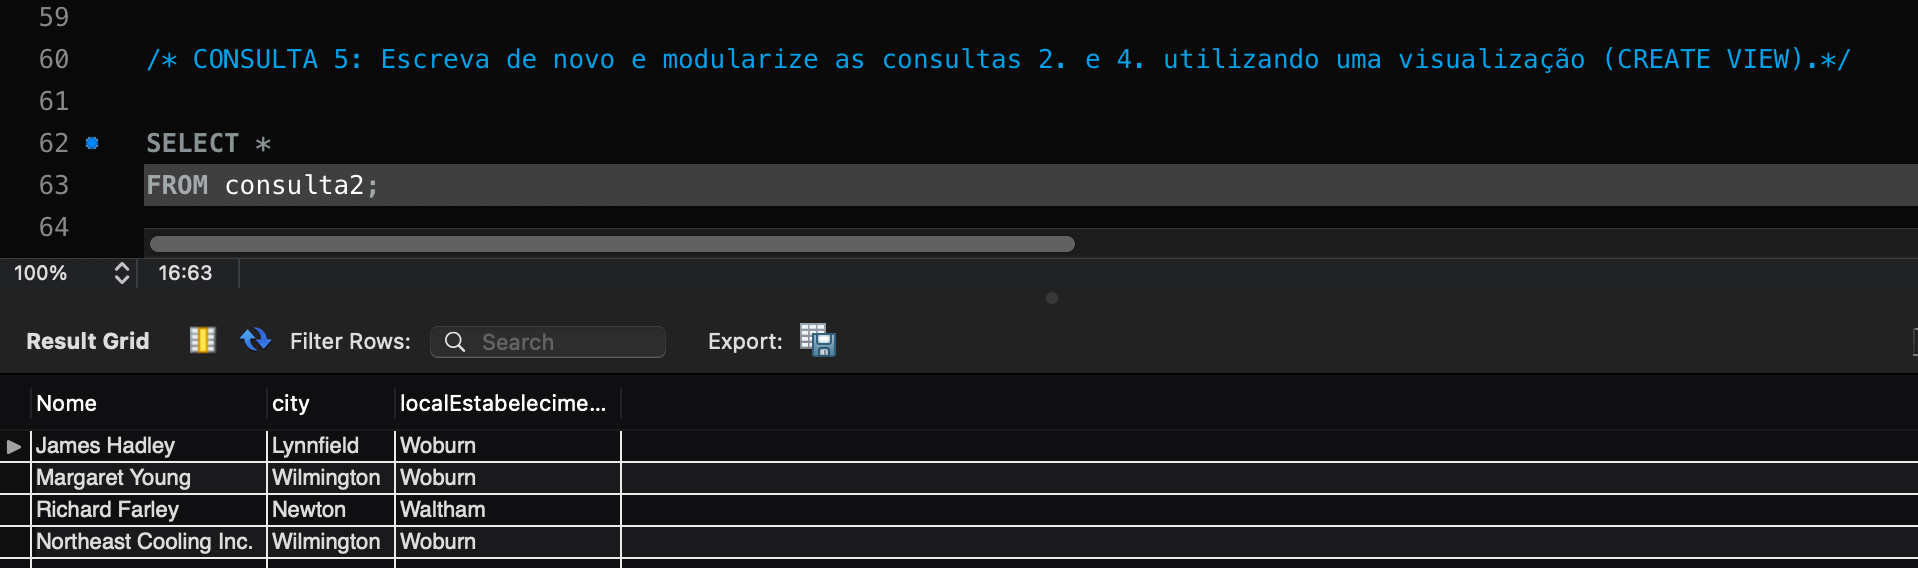 59
60 /* CONSULTA 5: Escreva de novo e modularize as consultas 2. e 4. utilizando uma visualização (CREATE VIEW).*/
61
62 SELECT *
63 FROM consulta2;
64
100% 16:63
Result Grid Filter Rows: Search Export:
Nome city localEstabelecime...
James Hadley Lynnfield Woburn
Margaret Young Wilmington Woburn
Richard Farley Newton Waltham
Northeast Cooling Inc. Wilmington Woburn